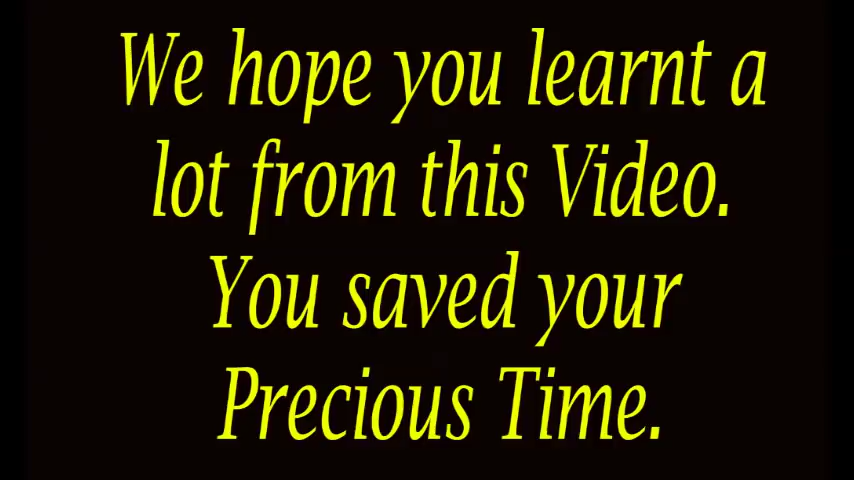 We hope you learnt a
lot from this Video.
You saved your
Precious Time.